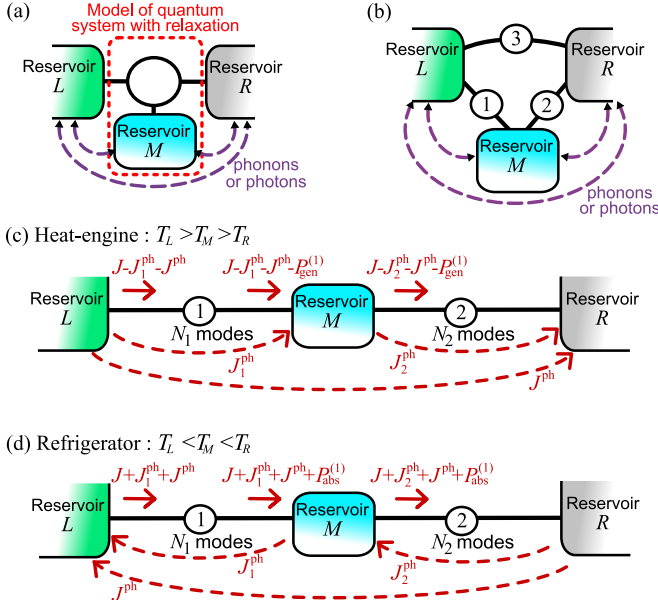 (a)
Model of quantum
system with relaxation
Reservoir
L
Reservoir
R
Reservoir
M
phonons
or photons
(b)
Reservoir
L
3
Reservoir
R
1
2
Reservoir
M
phonons
or photons
(c) Heat-engine : T_L > T_M > T_R
J-J_1^ph-J^ph
J-J_1^ph-J^ph-P_gen^(1)
J-J_2^ph-J^ph-P_gen^(1)
Reservoir
L
1
N_1 modes
Reservoir
M
2
N_2 modes
Reservoir
R
J_1^ph
J_2^ph
J^ph
(d) Refrigerator : T_L < T_M < T_R
J+J_1^ph+J^ph
J+J_1^ph+J^ph+P_abs^(1)
J+J_2^ph+J^ph+P_abs^(1)
Reservoir
L
1
N_1 modes
Reservoir
M
2
N_2 modes
Reservoir
R
J_1^ph
J_2^ph
J^ph